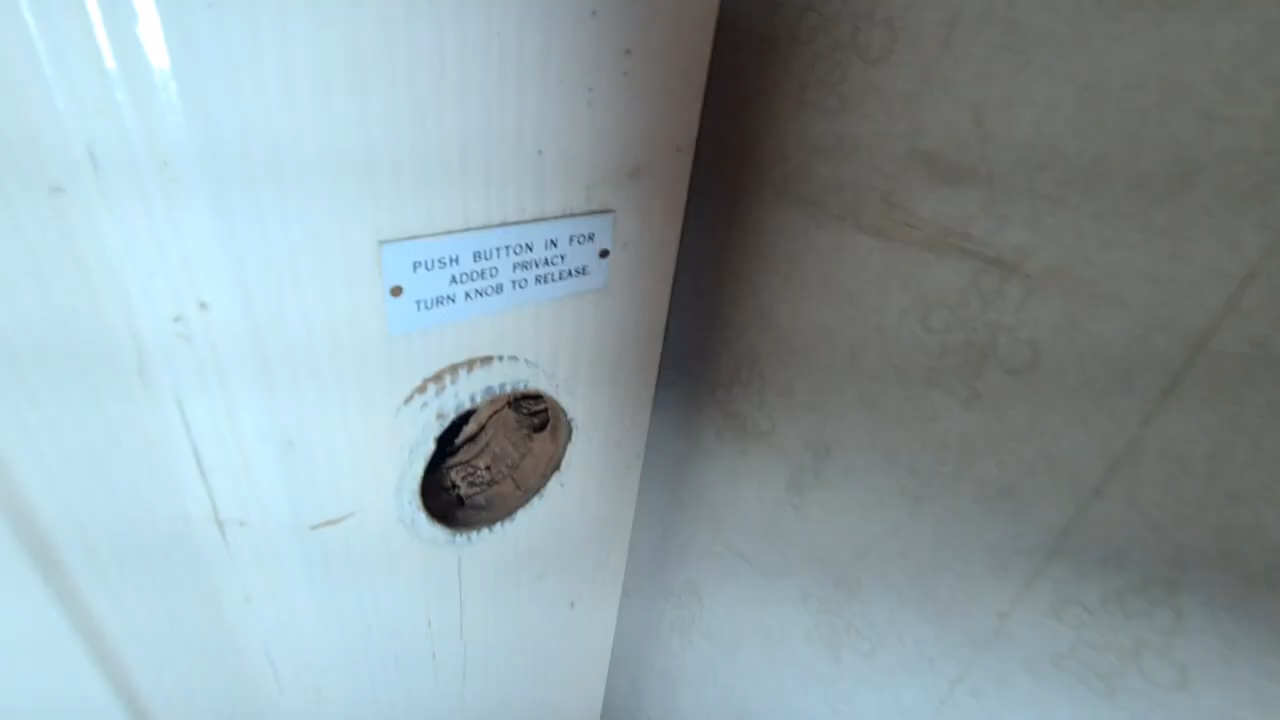 PUSH BUTTON IN FOR
ADDED PRIVACY
TURN KNOB TO RELEASE.